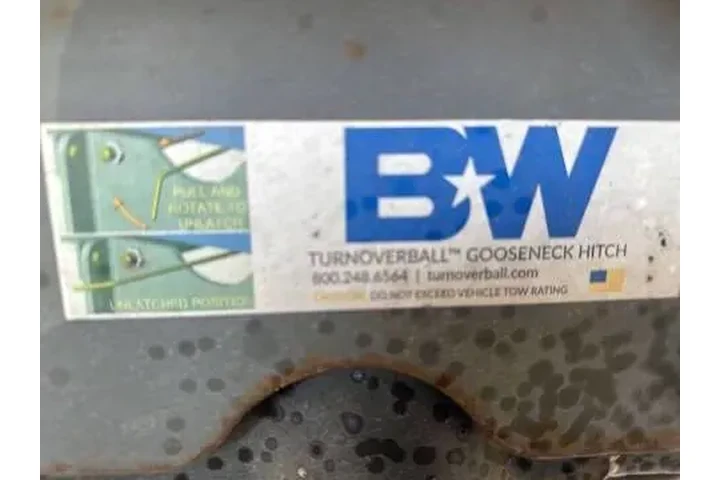 PULL AND
ROTATE TO
UNLATCH
UNLATCHED POSITION
B★W
TURNOVERBALL™ GOOSENECK HITCH
800.248.6564 | turnoverball.com
CAUTION: DO NOT EXCEED VEHICLE TOW RATING